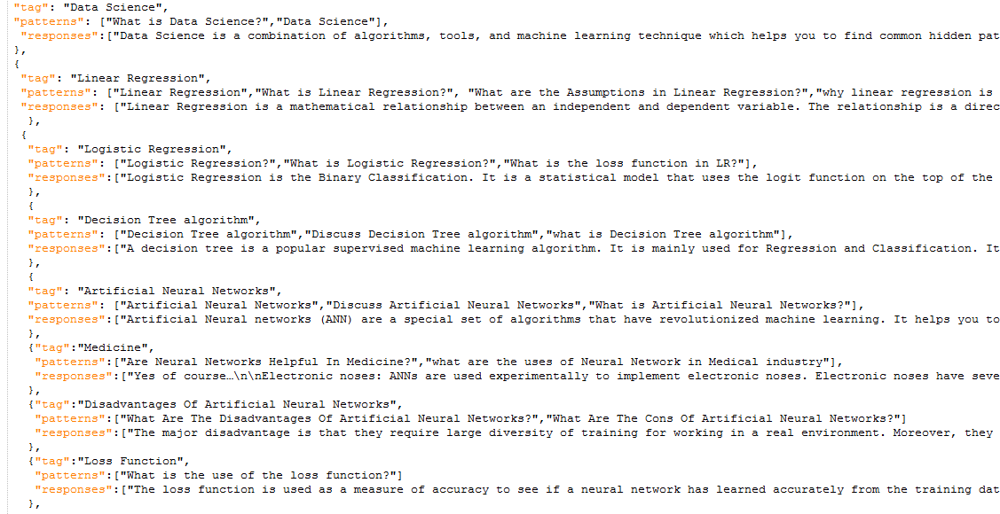 "tag": "Data Science",
"patterns": ["What is Data Science?","Data Science"],
"responses":["Data Science is a combination of algorithms, tools, and machine learning technique which helps you to find common hidden pat
},
{
"tag": "Linear Regression",
"patterns": ["Linear Regression","What is Linear Regression?", "What are the Assumptions in Linear Regression?","why linear regression is
"responses": ["Linear Regression is a mathematical relationship between an independent and dependent variable. The relationship is a direc
},
{
"tag": "Logistic Regression",
"patterns": ["Logistic Regression?","What is Logistic Regression?","What is the loss function in LR?"],
"responses":["Logistic Regression is the Binary Classification. It is a statistical model that uses the logit function on the top of the
},
{
"tag": "Decision Tree algorithm",
"patterns": ["Decision Tree algorithm","Discuss Decision Tree algorithm","what is Decision Tree algorithm"],
"responses":["A decision tree is a popular supervised machine learning algorithm. It is mainly used for Regression and Classification. It
},
{
"tag": "Artificial Neural Networks",
"patterns": ["Artificial Neural Networks","Discuss Artificial Neural Networks","What is Artificial Neural Networks?"],
"responses":["Artificial Neural networks (ANN) are a special set of algorithms that have revolutionized machine learning. It helps you to
},
{"tag":"Medicine",
"patterns":["Are Neural Networks Helpful In Medicine?","what are the uses of Neural Network in Medical industry"],
"responses":["Yes of course…\n\nElectronic noses: ANNs are used experimentally to implement electronic noses. Electronic noses have seve
},
{"tag":"Disadvantages Of Artificial Neural Networks",
"patterns":["What Are The Disadvantages Of Artificial Neural Networks?","What Are The Cons Of Artificial Neural Networks?"]
"responses":["The major disadvantage is that they require large diversity of training for working in a real environment. Moreover, they
},
{"tag":"Loss Function",
"patterns":["What is the use of the loss function?"]
"responses":["The loss function is used as a measure of accuracy to see if a neural network has learned accurately from the training dat
},